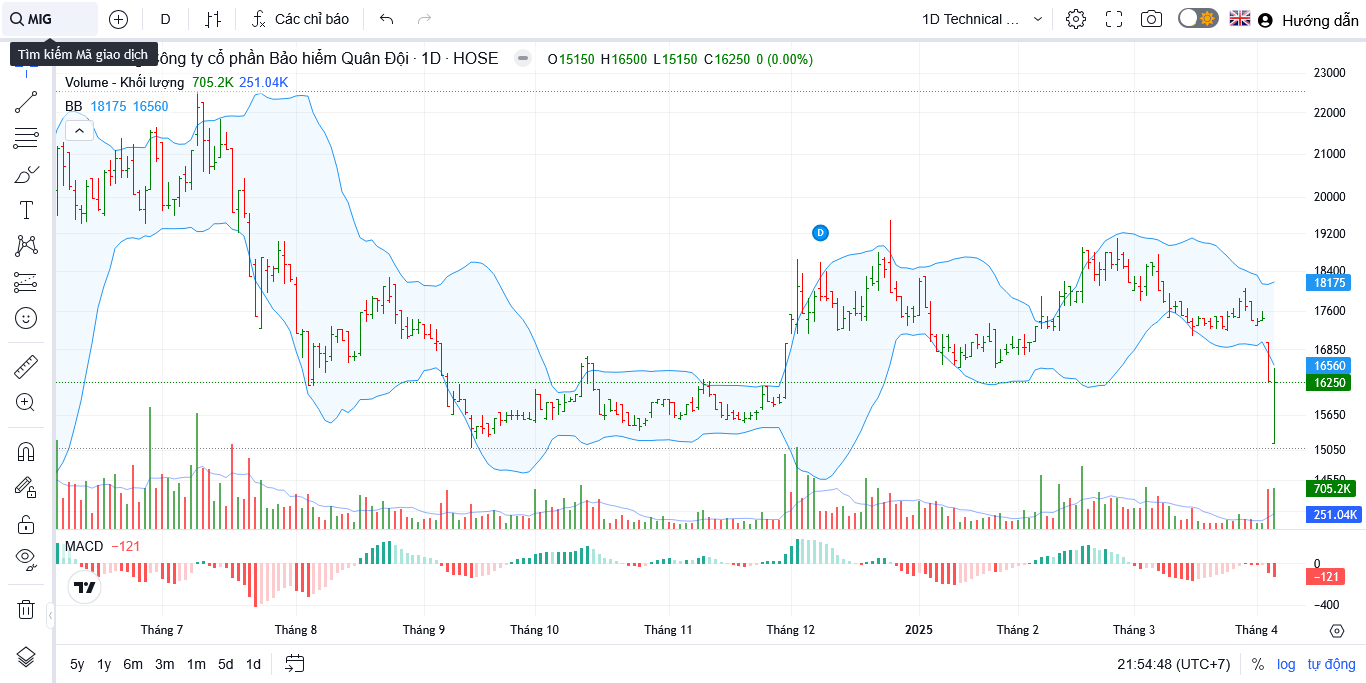 MIG
D
Các chỉ báo
1D Technical ...
Hướng dẫn
Tìm kiếm Mã giao dịch
ông ty cổ phần Bảo hiểm Quân Đội · 1D · HOSE
O15150 H16500 L15150 C16250 0 (0.00%)
Volume - Khối lượng 705.2K 251.04K
BB 18175 16560
D
23000
22000
21000
20000
19200
18400
18175
17600
16850
16560
16250
15650
15050
14550
705.2K
251.04K
MACD −121
0
−121
−400
Tháng 7
Tháng 8
Tháng 9
Tháng 10
Tháng 11
Tháng 12
2025
Tháng 2
Tháng 3
Tháng 4
5y 1y 6m 3m 1m 5d 1d
21:54:48 (UTC+7)
% log tự động